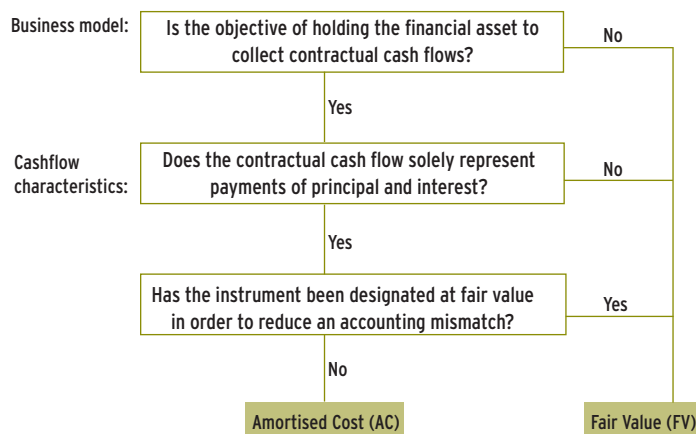 Business model:
Is the objective of holding the financial asset to
collect contractual cash flows?
No
Yes
Cashflow
characteristics:
Does the contractual cash flow solely represent
payments of principal and interest?
No
Yes
Has the instrument been designated at fair value
in order to reduce an accounting mismatch?
Yes
No
Amortised Cost (AC)
Fair Value (FV)